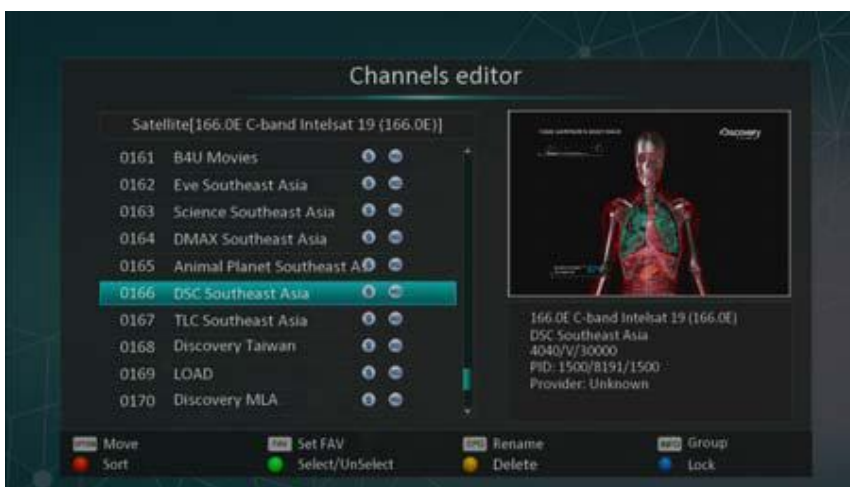 Channels editor
Satellite[166.0E C-band Intelsat 19 (166.0E)]
0161 B4U Movies
0162 Eve Southeast Asia
0163 Science Southeast Asia
0164 DMAX Southeast Asia
0165 Animal Planet Southeast A
0166 DSC Southeast Asia
0167 TLC Southeast Asia
0168 Discovery Taiwan
0169 LOAD
0170 Discovery MLA
Discovery
166.0E C-band Intelsat 19 (166.0E)
DSC Southeast Asia
4040/V/30000
PID: 1500/8191/1500
Provider: Unknown
Move
FAV Set FAV
EPG Rename
INFO Group
Sort
Select/UnSelect
Delete
Lock